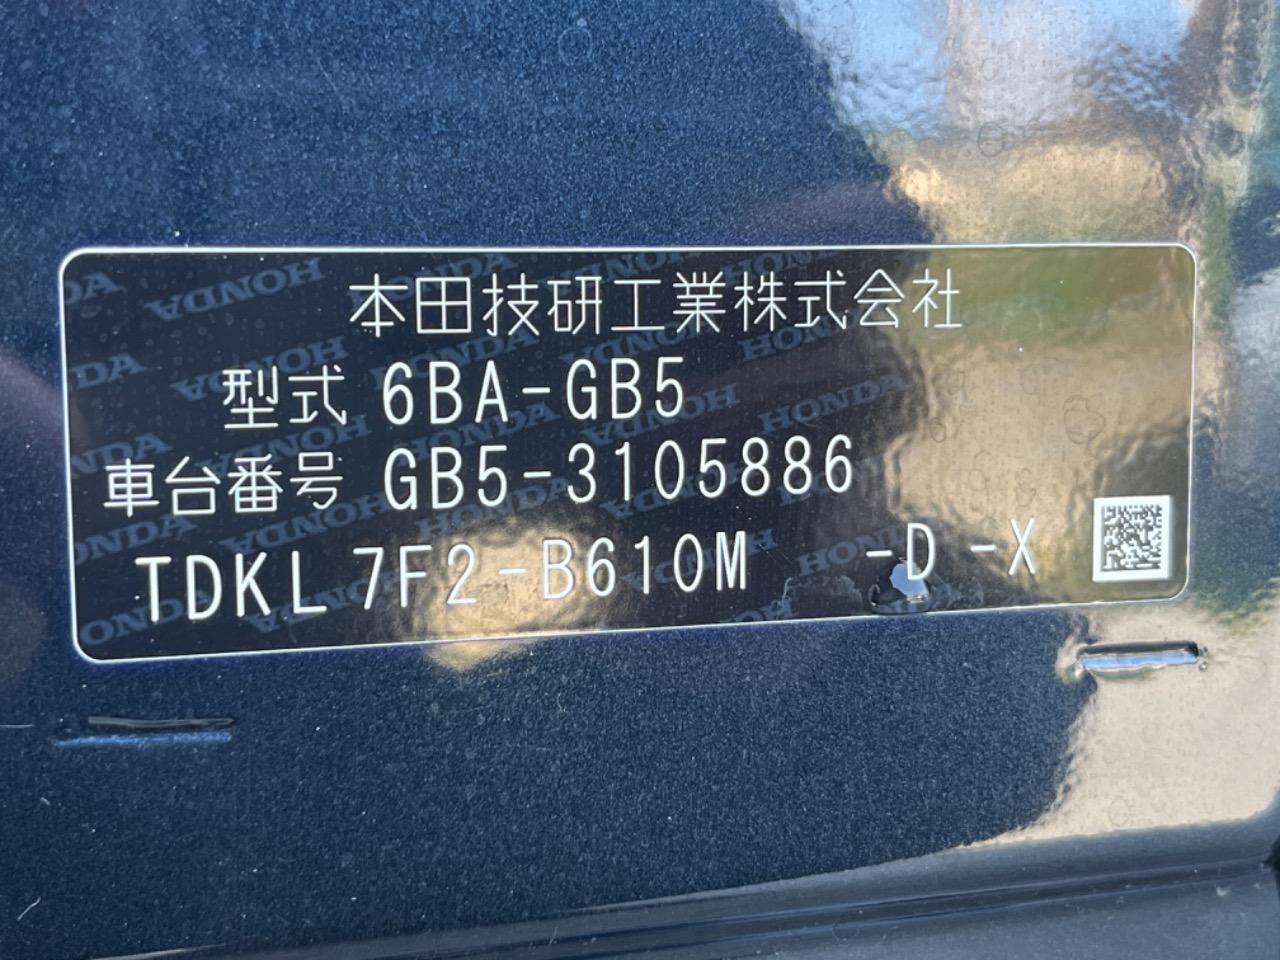 本田技研工業株式会社
型式 6BA-GB5
車台番号 GB5-3105886
TDKL7F2-B610M -D -X